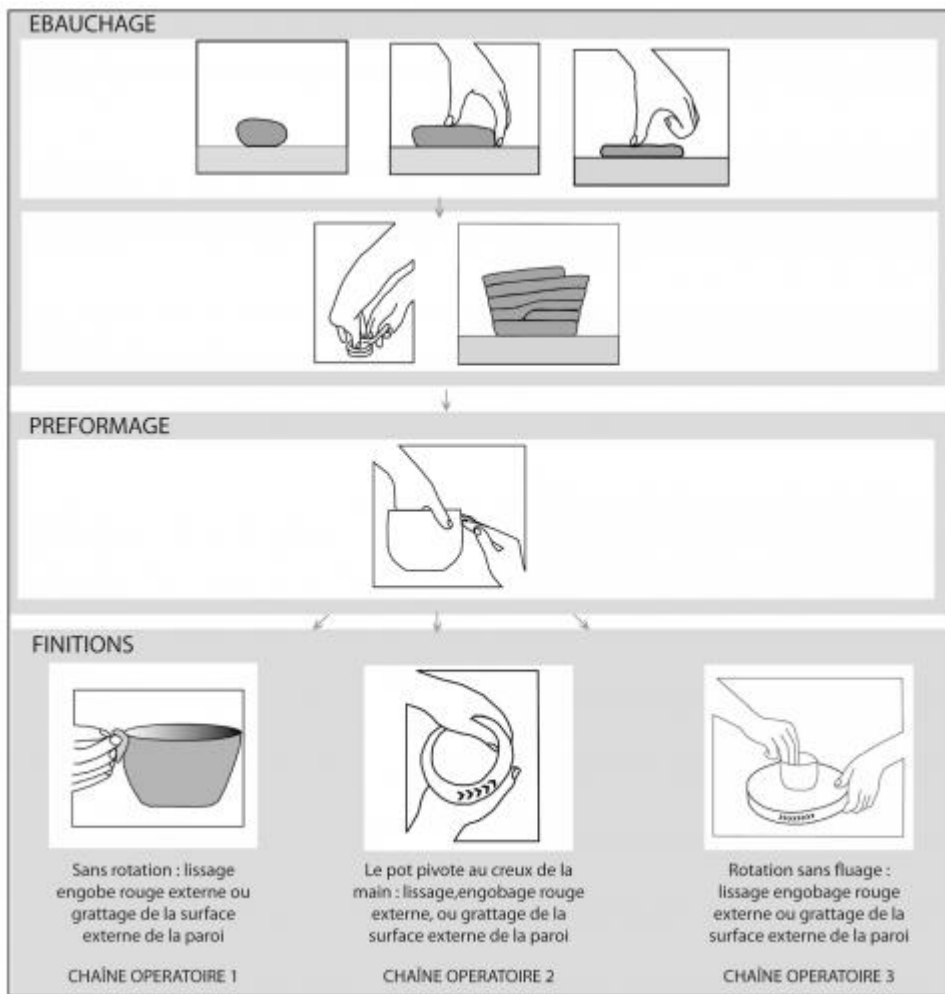 EBAUCHAGE
PREFORMAGE
FINITIONS
Sans rotation : lissage
engobe rouge externe ou
grattage de la surface
externe de la paroi
CHAÎNE OPERATOIRE 1
Le pot pivote au creux de la
main : lissage,engobage rouge
externe, ou grattage de la
surface externe de la paroi
CHAÎNE OPERATOIRE 2
Rotation sans fluage :
lissage engobage rouge
externe ou grattage de la
surface externe de la paroi
CHAÎNE OPERATOIRE 3